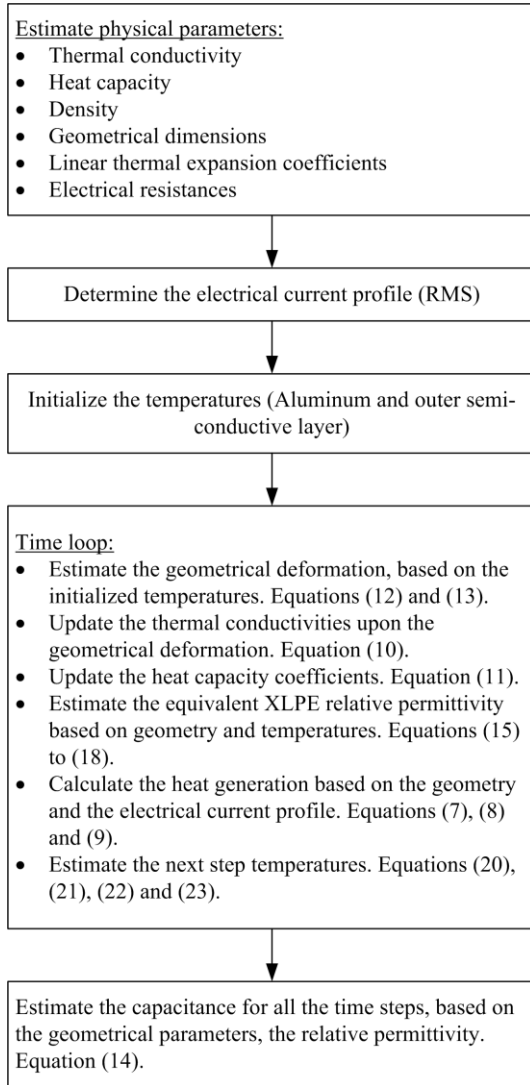 Estimate physical parameters:
• Thermal conductivity
• Heat capacity
• Density
• Geometrical dimensions
• Linear thermal expansion coefficients
• Electrical resistances
Determine the electrical current profile (RMS)
Initialize the temperatures (Aluminum and outer semi-
conductive layer)
Time loop:
• Estimate the geometrical deformation, based on the
initialized temperatures. Equations (12) and (13).
• Update the thermal conductivities upon the
geometrical deformation. Equation (10).
• Update the heat capacity coefficients. Equation (11).
• Estimate the equivalent XLPE relative permittivity
based on geometry and temperatures. Equations (15)
to (18).
• Calculate the heat generation based on the geometry
and the electrical current profile. Equations (7), (8)
and (9).
• Estimate the next step temperatures. Equations (20),
(21), (22) and (23).
Estimate the capacitance for all the time steps, based on
the geometrical parameters, the relative permittivity.
Equation (14).